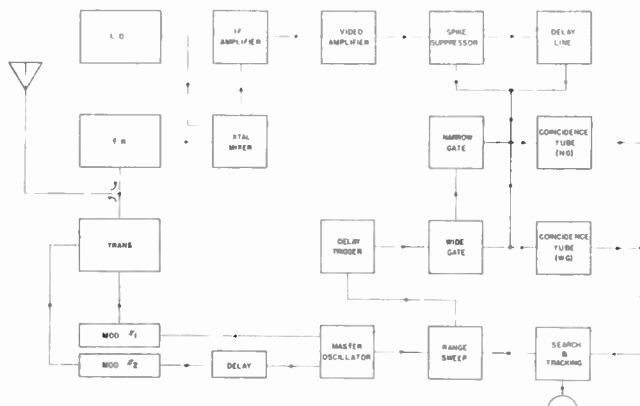 L O
I F
AMPLIFIER
VIDEO
AMPLIFIER
SPIKE
SUPPRESSOR
DELAY
LINE
T R
XTAL
MIXER
NARROW
GATE
COINCIDENCE
TUBE
(NG)
TRANS
DELAY
TRIGGER
WIDE
GATE
COINCIDENCE
TUBE
(WG)
MOD #1
MOD #2
DELAY
MASTER
OSCILLATOR
RANGE
SWEEP
SEARCH
&
TRACKING